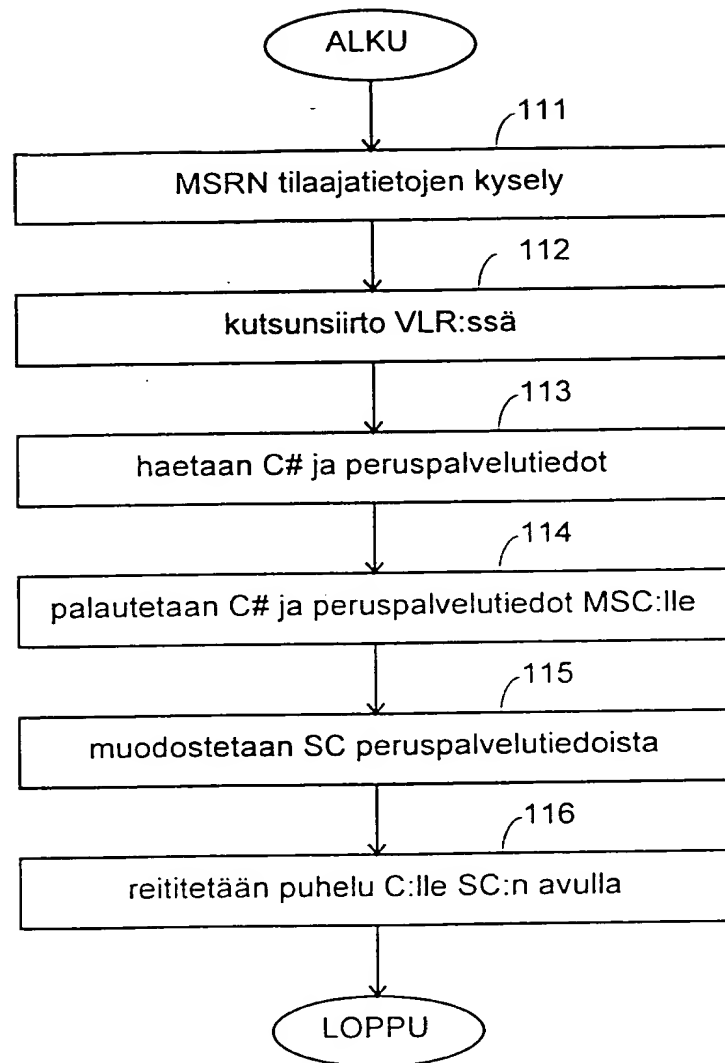 ALKU
111
MSRN tilaajatietojen kysely
112
kutsunsiirto VLR:ssä
113
haetaan C# ja peruspalvelutiedot
114
palautetaan C# ja peruspalvelutiedot MSC:lle
115
muodostetaan SC peruspalvelutiedoista
116
reititetään puhelu C:lle SC:n avulla
LOPPU